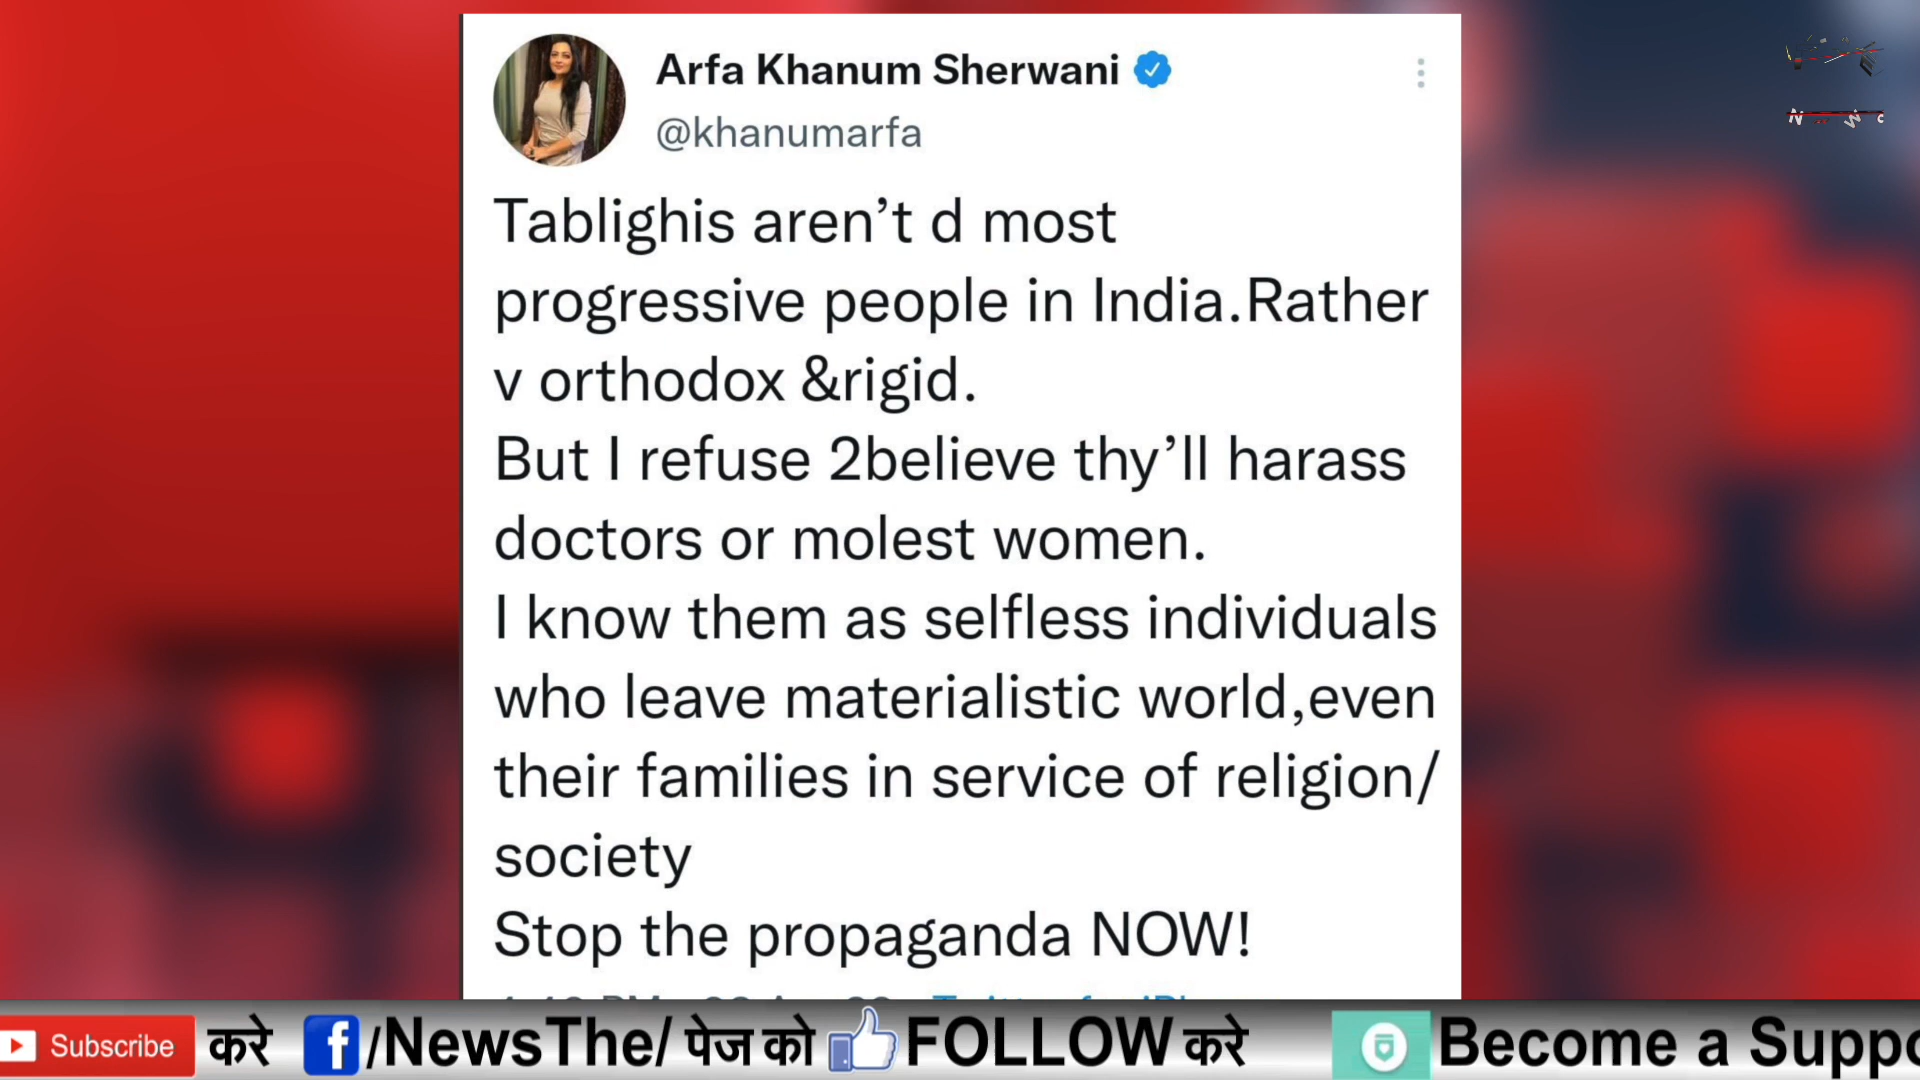 Arfa Khanum Sherwani
@khanumarfa
Tablighis aren’t d most
progressive people in India.Rather
v orthodox &rigid.
But I refuse 2believe thy’ll harass
doctors or molest women.
I know them as selfless individuals
who leave materialistic world,even
their families in service of religion/
society
Stop the propaganda NOW!
Subscribe करे f/NewsThe/ पेज को FOLLOW करे Become a Suppo